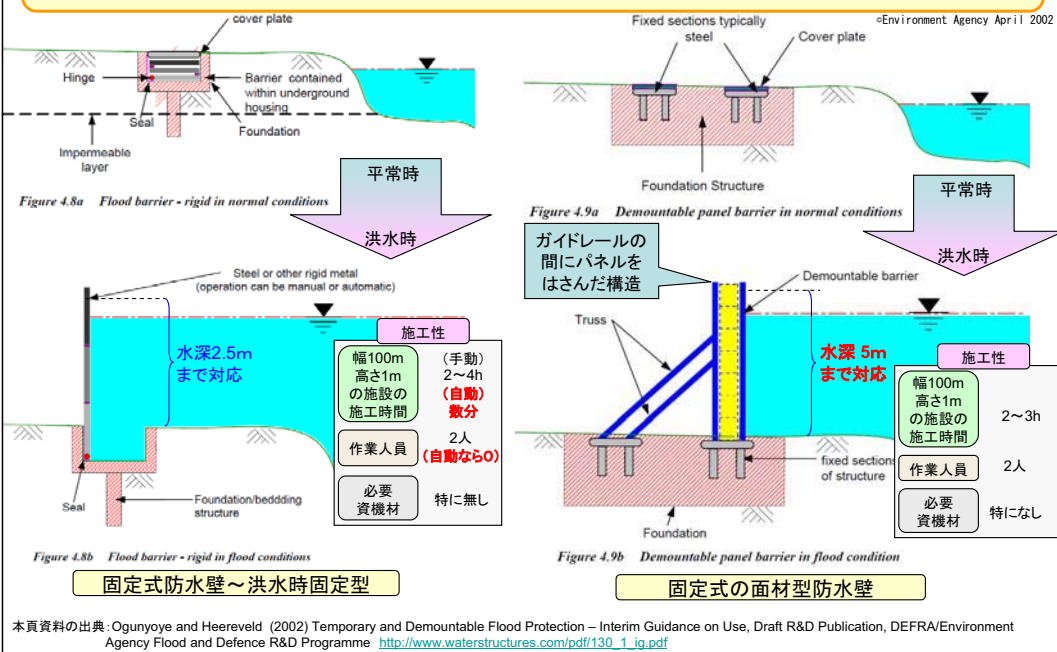 ©Environment Agency April 2002
cover plate
Hinge
Barrier contained
within underground
housing
Seal
Foundation
Impermeable
layer
Figure 4.8a Flood barrier - rigid in normal conditions
平常時
洪水時
Fixed sections typically
steel
Cover plate
Foundation Structure
Figure 4.9a Demountable panel barrier in normal conditions
平常時
洪水時
Steel or other rigid metal
(operation can be manual or automatic)
水深2.5m
まで対応
施工性
幅100m
高さ1m
の施設の
施工時間
(手動)
2~4h
(自動)
数分
作業人員
2人
(自動なら0)
必要
資機材
特に無し
Seal
Foundation/beddding
structure
Figure 4.8b Flood barrier - rigid in flood conditions
固定式防水壁~洪水時固定型
ガイドレールの
間にパネルを
はさんだ構造
Demountable barrier
Truss
水深 5m
まで対応
施工性
幅100m
高さ1m
の施設の
施工時間
2~3h
作業人員
2人
必要
資機材
特になし
fixed sections
of structure
Foundation
Figure 4.9b Demountable panel barrier in flood condition
固定式の面材型防水壁
本頁資料の出典:Ogunyoye and Heereveld (2002) Temporary and Demountable Flood Protection – Interim Guidance on Use, Draft R&D Publication, DEFRA/Environment
Agency Flood and Defence R&D Programme http://www.waterstructures.com/pdf/130_1_ig.pdf